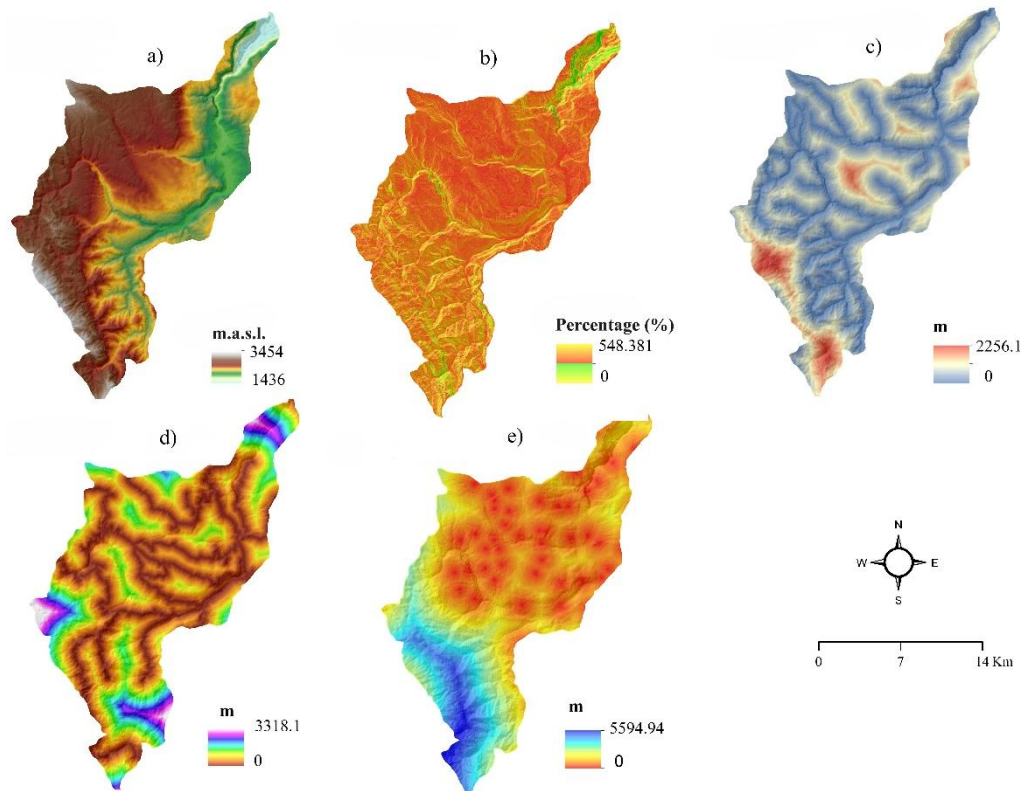 a)
m.a.s.l.
3454
1436
b)
Percentage (%)
548.381
0
c)
m
2256.1
0
d)
m
3318.1
0
e)
m
5594.94
0
N
W E
S
0 7 14 Km